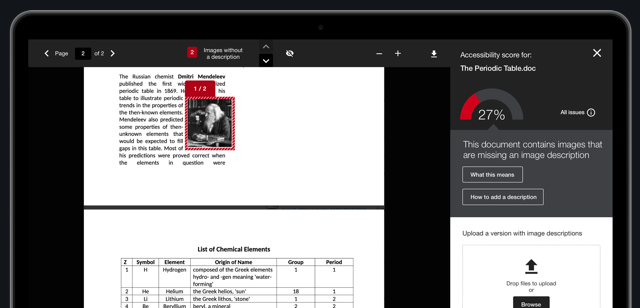 Page 2 of 2
2 Images without
a description
The Russian chemist Dmitri Mendeleev
published the first
periodic table in 1869. his
table to illustrate periodic
trends in the properties of
the then-known elements.
Mendeleev also predicted
some properties of then-
unknown elements that
would be expected to fill
gaps in this table. Most of
his predictions were proved correct when
the elements in question were
1 / 2
List of Chemical Elements
Z Symbol Element Origin of Name Group Period
1 H Hydrogen composed of the Greek elements 1 1
hydro- and -gen meaning 'water-
forming'
2 He Helium the Greek helios, 'sun' 18 1
3 Li Lithium the Greek lithos, 'stone' 1 2
4 Be Beryllium beryl, a mineral 2 2
Accessibility score for:
The Periodic Table.doc
27%
All issues
This document contains images that
are missing an image description
What this means
How to add a description
Upload a version with descriptions
Drop files to upload
or
Browse